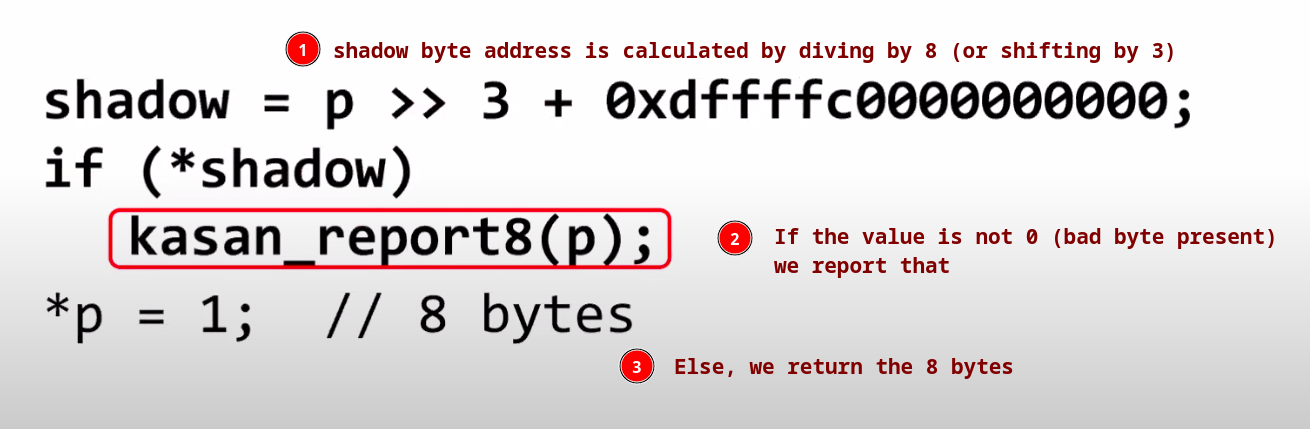 1 shadow byte address is calculated by diving by 8 (or shifting by 3)
shadow = p >> 3 + 0xdffffc0000000000;
if (*shadow)
kasan_report8(p);
2 If the value is not 0 (bad byte present)
we report that
*p = 1; // 8 bytes
3 Else, we return the 8 bytes